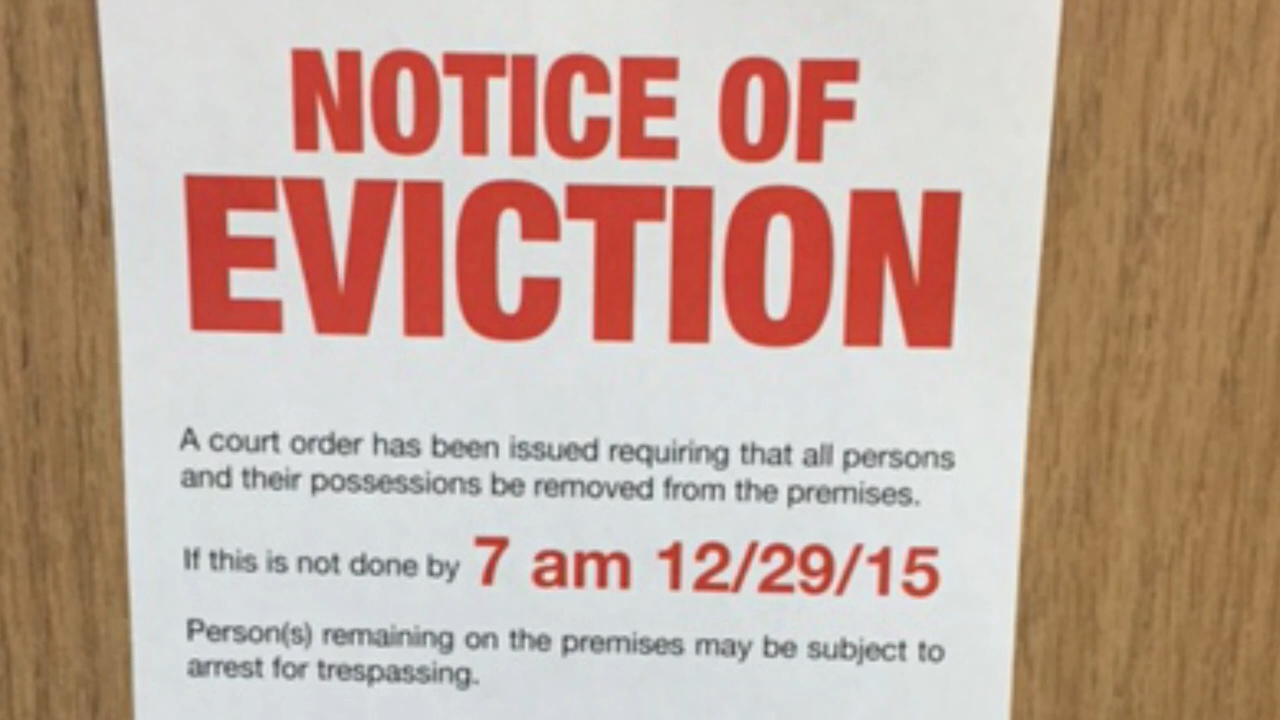 NOTICE OF
EVICTION
A court order has been issued requiring that all persons
and their possessions be removed from the premises.
If this is not done by 7 am 12/29/15
Person(s) remaining on the premises may be subject to
arrest for trespassing.